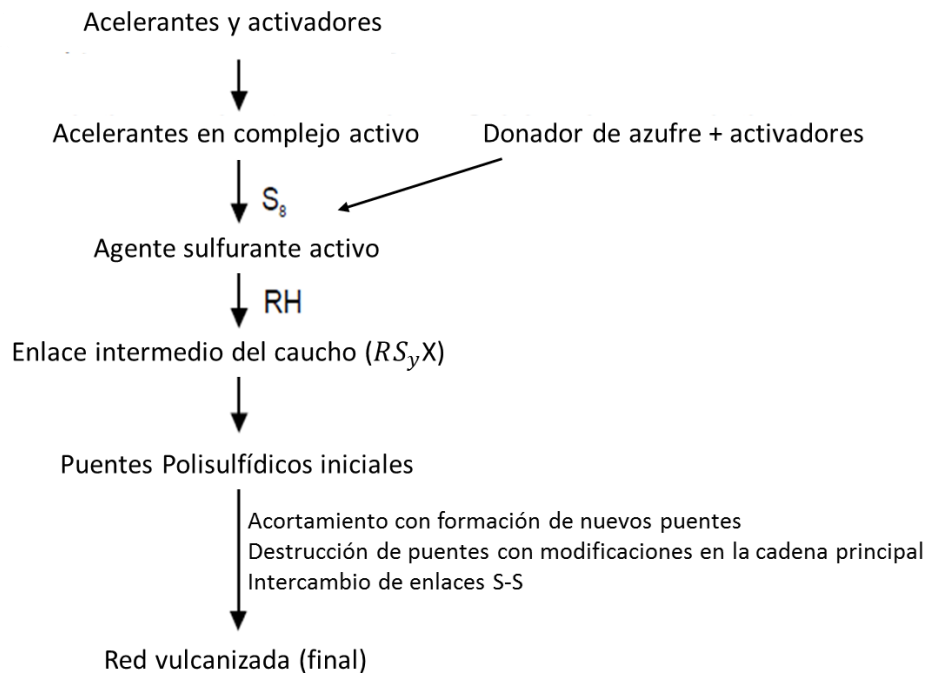 Acelerantes y activadores
Acelerantes en complejo activo
Donador de azufre + activadores
S₈
Agente sulfurante activo
RH
Enlace intermedio del caucho (RSᵧX)
Puentes Polisulfídicos iniciales
Acortamiento con formación de nuevos puentes
Destrucción de puentes con modificaciones en la cadena principal
Intercambio de enlaces S-S
Red vulcanizada (final)